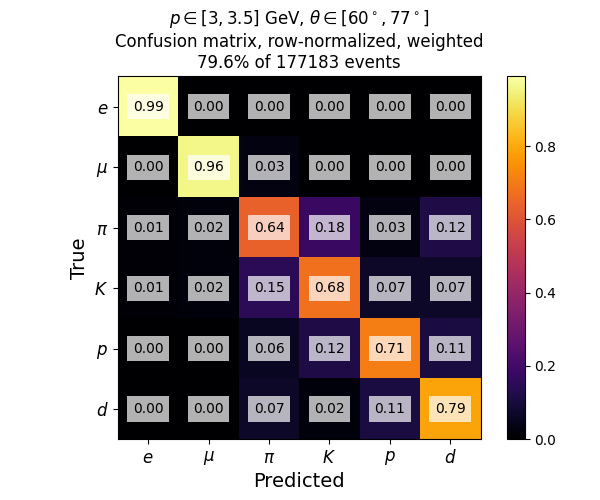 p ∈ [3, 3.5] GeV, θ ∈ [60°, 77°]
Confusion matrix, row-normalized, weighted
79.6% of 177183 events
e 0.99 0.00 0.00 0.00 0.00 0.00
μ 0.00 0.96 0.03 0.00 0.00 0.00
π 0.01 0.02 0.64 0.18 0.03 0.12
K 0.01 0.02 0.15 0.68 0.07 0.07
p 0.00 0.00 0.06 0.12 0.71 0.11
d 0.00 0.00 0.07 0.02 0.11 0.79
e μ π K p d
Predicted
True
0.8
0.6
0.4
0.2
0.0